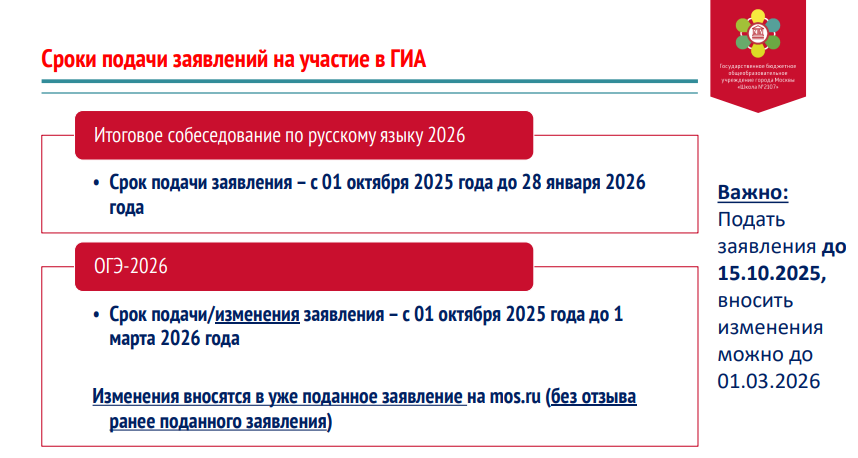 Сроки подачи заявлений на участие в ГИА
Государственное бюджетное
общеобразовательное
учреждение города Москвы
«Школа №2107»
Итоговое собеседование по русскому языку 2026
• Срок подачи заявления – с 01 октября 2025 года до 28 января 2026
года
ОГЭ-2026
• Срок подачи/изменения заявления – с 01 октября 2025 года до 1
марта 2026 года
Изменения вносятся в уже поданное заявление на mos.ru (без отзыва
ранее поданного заявления)
Важно:
Подать
заявления до
15.10.2025,
вносить
изменения
можно до
01.03.2026